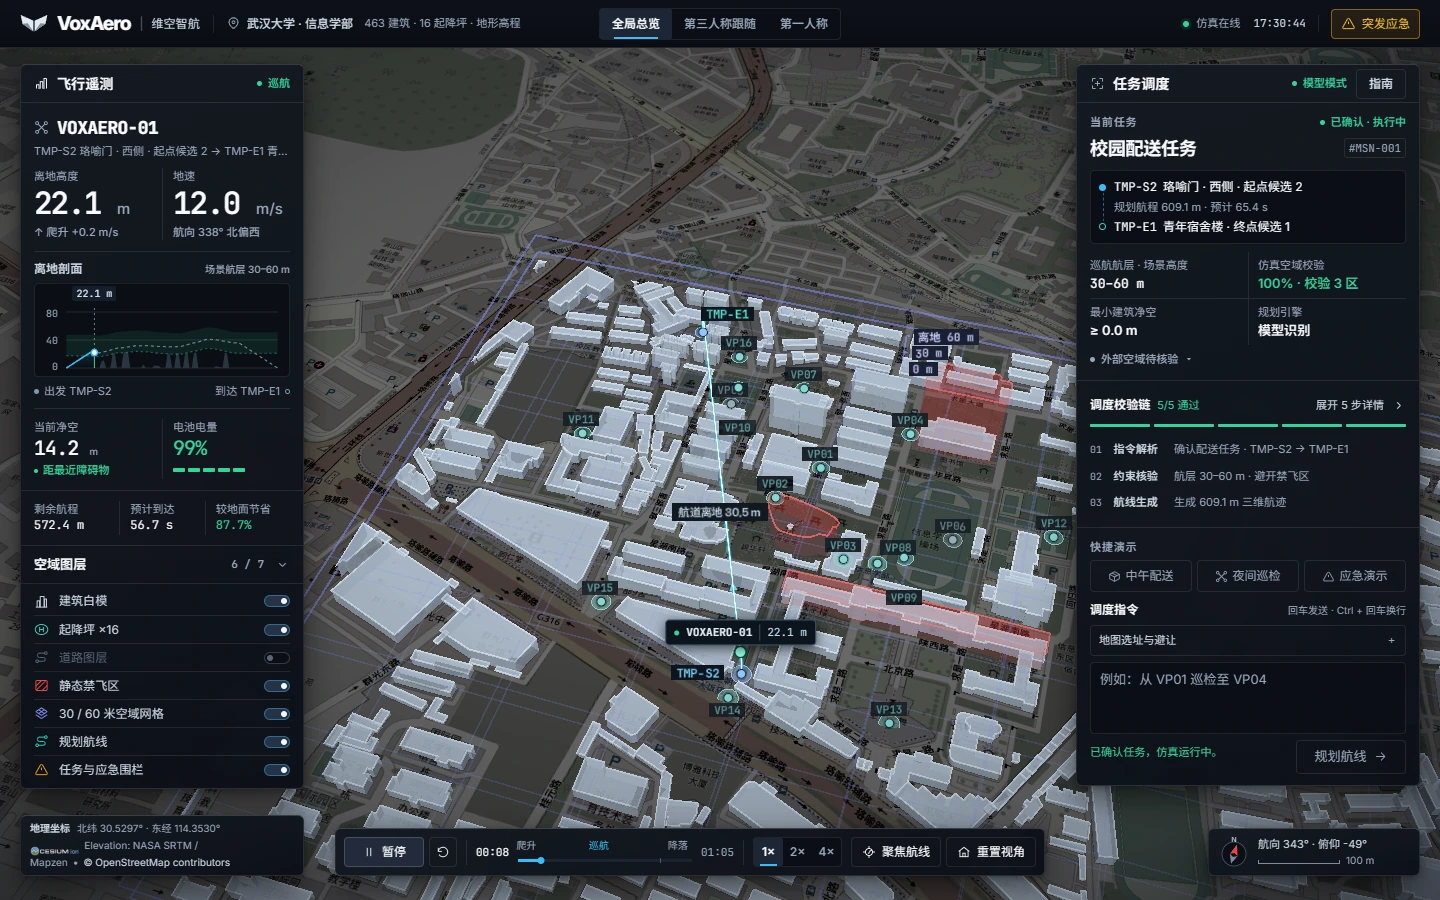 VoxAero 维空智航 武汉大学 · 信息学部 463 建筑 · 16 起降坪 · 地形高程
全局总览 第三人称跟随 第一人称
仿真在线 17:30:44 突发应急
飞行遥测 巡航
VOXAERO-01
TMP-S2 珞喻门 · 西侧 · 起点候选 2 → TMP-E1 青…
离地高度 地速
22.1 m 12.0 m/s
↑ 爬升 +0.2 m/s 航向 338° 北偏西
离地剖面 场景航层 30–60 m
22.1 m
80
40
0
出发 TMP-S2 到达 TMP-E1
当前净空 电池电量
14.2 m 99%
距最近障碍物
剩余航程 预计到达 较地面节省
572.4 m 56.7 s 87.7%
空域图层 6 / 7
建筑白模
起降坪 ×16
道路图层
静态禁飞区
30 / 60 米空域网格
规划航线
任务与应急围栏
地理坐标 北纬 30.5297° · 东经 114.3530°
CESIUM ion Elevation: NASA SRTM /
Mapzen • © OpenStreetMap contributors
TMP-E1
VP16
VP07
离地 60 m
30 m
0 m
VP10
VP11
VP04
VP01
VP02
航道离地 30.5 m
VP06
VP12
VP03
VP08
VP15
VP09
VOXAERO-01 22.1 m
TMP-S2
VP14
VP13
G316
北京路
博雅科技大厦
珞喻路
暂停 00:08 爬升 巡航 降落 01:05 1× 2× 4× 聚焦航线 重置视角
任务调度 模型模式 指南
当前任务 已确认 · 执行中
校园配送任务 #MSN-001
TMP-S2 珞喻门 · 西侧 · 起点候选 2
规划航程 609.1 m · 预计 65.4 s
TMP-E1 青年宿舍楼 · 终点候选 1
巡航航层 · 场景高度 仿真空域校验
30–60 m 100% · 校验 3 区
最小建筑净空 规划引擎
≥ 0.0 m 模型识别
外部空域待核验
调度校验链 5/5 通过 展开 5 步详情
01 指令解析 确认配送任务 · TMP-S2 → TMP-E1
02 约束核验 航层 30–60 m · 避开禁飞区
03 航线生成 生成 609.1 m 三维航迹
快捷演示
中午配送 夜间巡检 应急演示
调度指令 回车发送 · Ctrl + 回车换行
地图选址与避让 +
例如：从 VP01 巡检至 VP04
已确认任务，仿真运行中。 规划航线 →
N 航向 343° · 俯仰 -49°
100 m